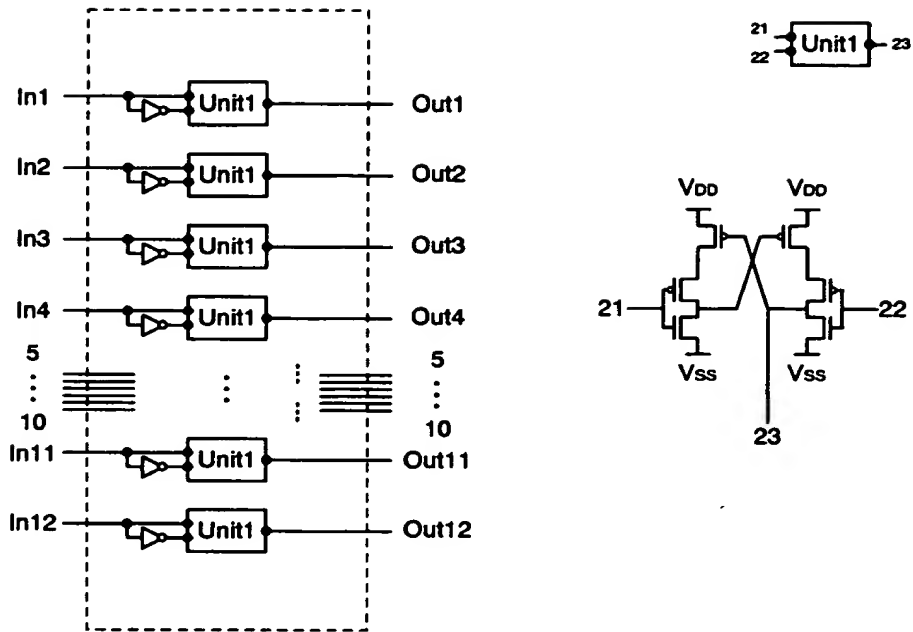 21
22
Unit1
23
In1
Unit1
Out1
In2
Unit1
Out2
In3
Unit1
Out3
In4
Unit1
Out4
5
10
5
10
In11
Unit1
Out11
In12
Unit1
Out12
VDD
VDD
21
22
VSS
VSS
23